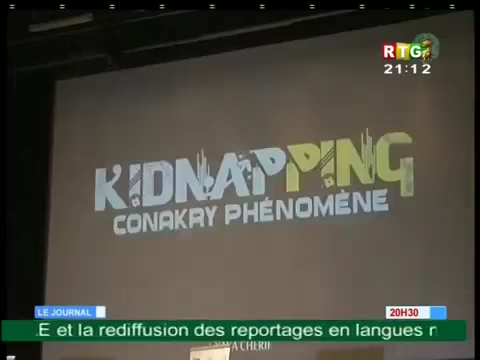 RTG
21:12
KIDNAPPING
CONAKRY PHÉNOMÈNE
LE JOURNAL
20H30
.E et la rediffusion des reportages en langues